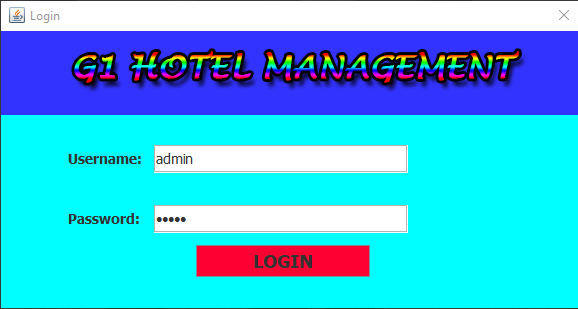 Login
G1 HOTEL MANAGEMENT
Username: admin
Password: •••••
LOGIN